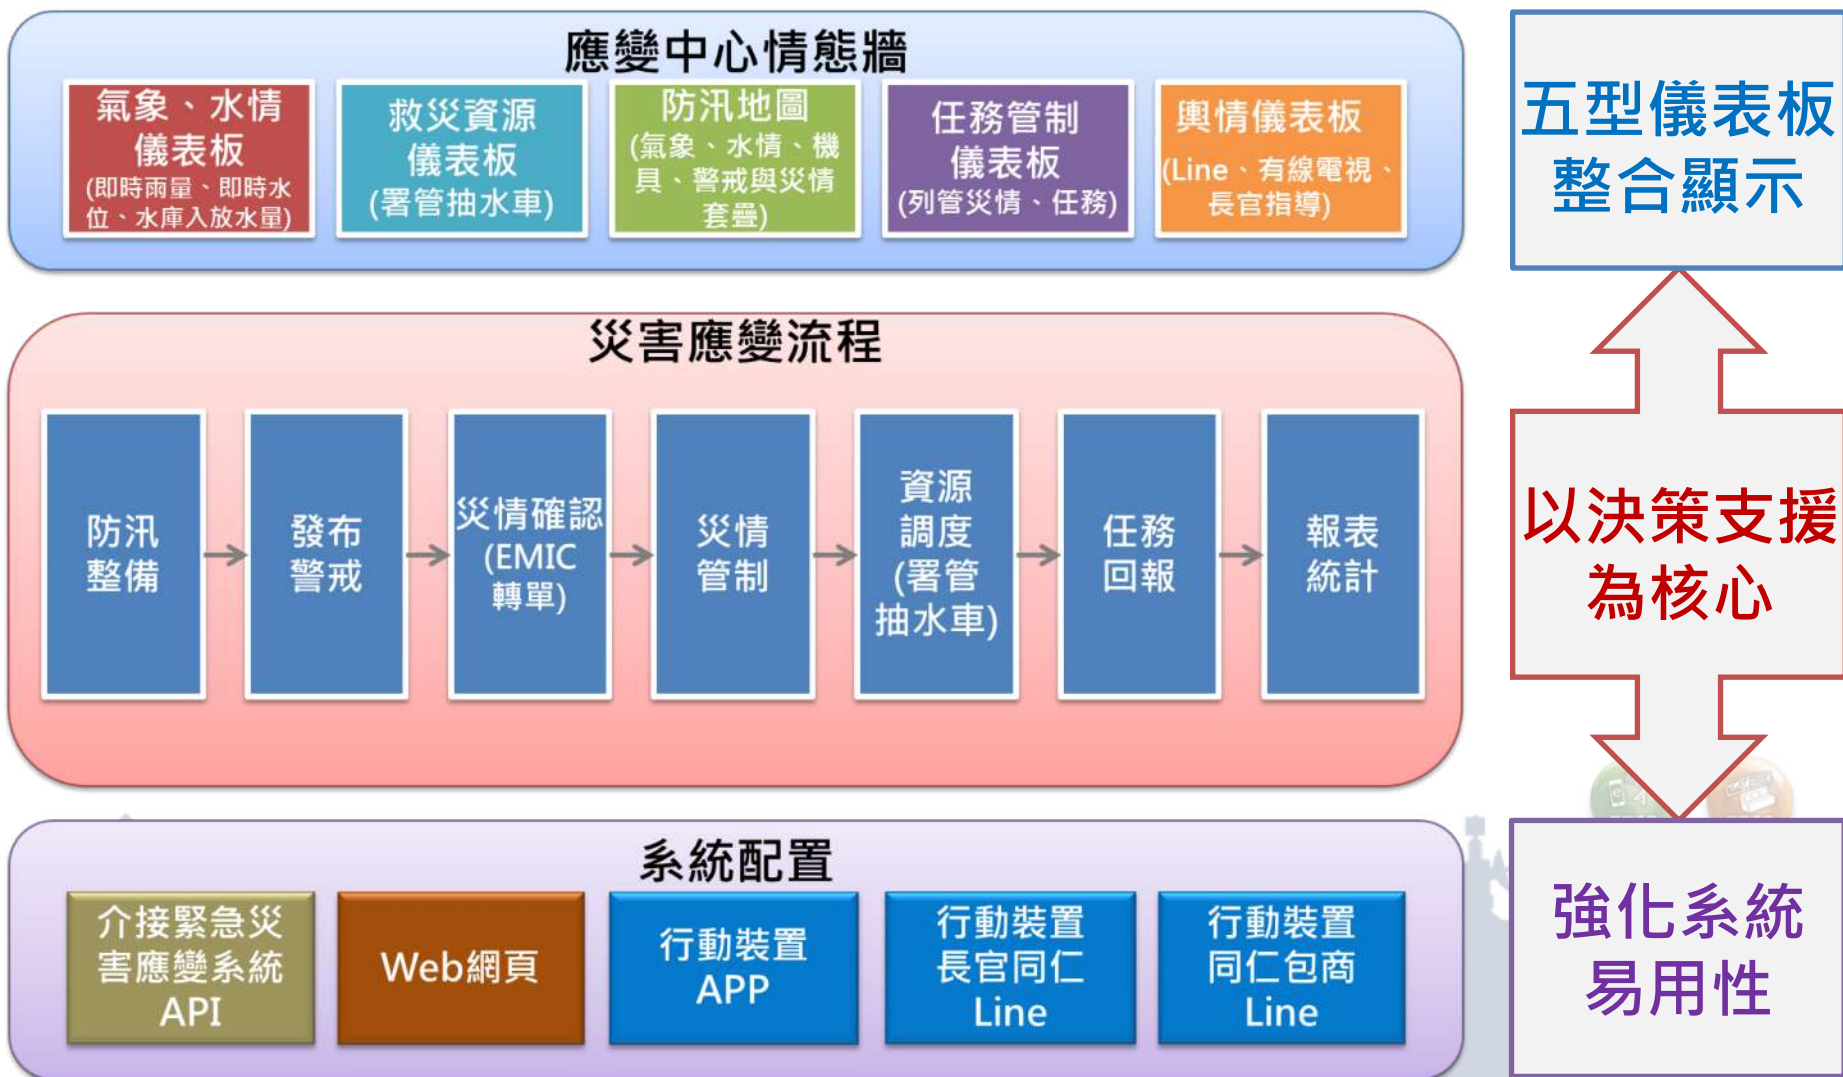 應變中心情態牆
氣象、水情
儀表板
(即時雨量、即時水
位、水庫入放水量)
救災資源
儀表板
(署管抽水車)
防汛地圖
(氣象、水情、機
具、警戒與災情
套疊)
任務管制
儀表板
(列管災情、任務)
輿情儀表板
(Line、有線電視、
長官指導)
五型儀表板
整合顯示
災害應變流程
防汛
整備
發布
警戒
災情確認
(EMIC
轉單)
災情
管制
資源
調度
(署管
抽水車)
任務
回報
報表
統計
以決策支援
為核心
系統配置
介接緊急災
害應變系統
API
Web網頁
行動裝置
APP
行動裝置
長官同仁
Line
行動裝置
同仁包商
Line
強化系統
易用性